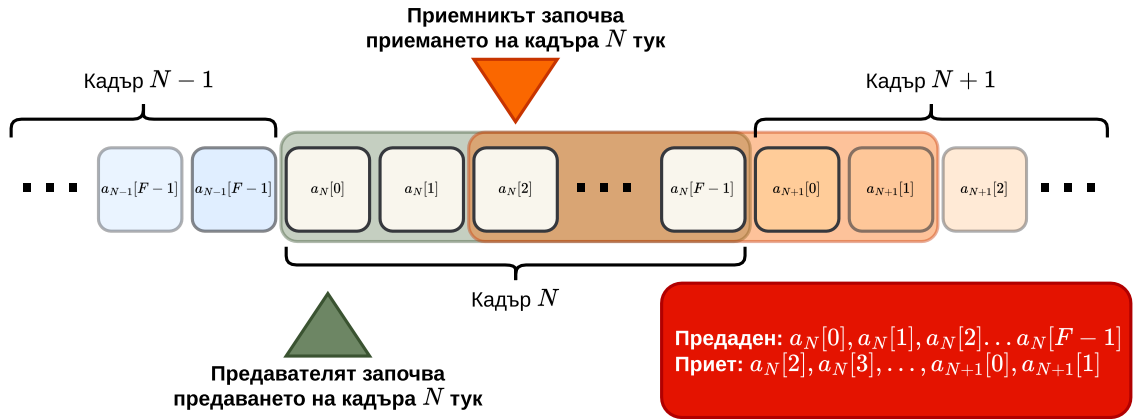 Приемникът започва
приемането на кадъра N тук
Кадър N − 1
Кадър N + 1
a_{N−1}[F − 1]
a_{N−1}[F − 1]
a_N[0]
a_N[1]
a_N[2]
a_N[F − 1]
a_{N+1}[0]
a_{N+1}[1]
a_{N+1}[2]
Кадър N
Предаден: a_N[0], a_N[1], a_N[2]... a_N[F − 1]
Приет: a_N[2], a_N[3], ..., a_{N+1}[0], a_{N+1}[1]
Предавателят започва
предаването на кадъра N тук